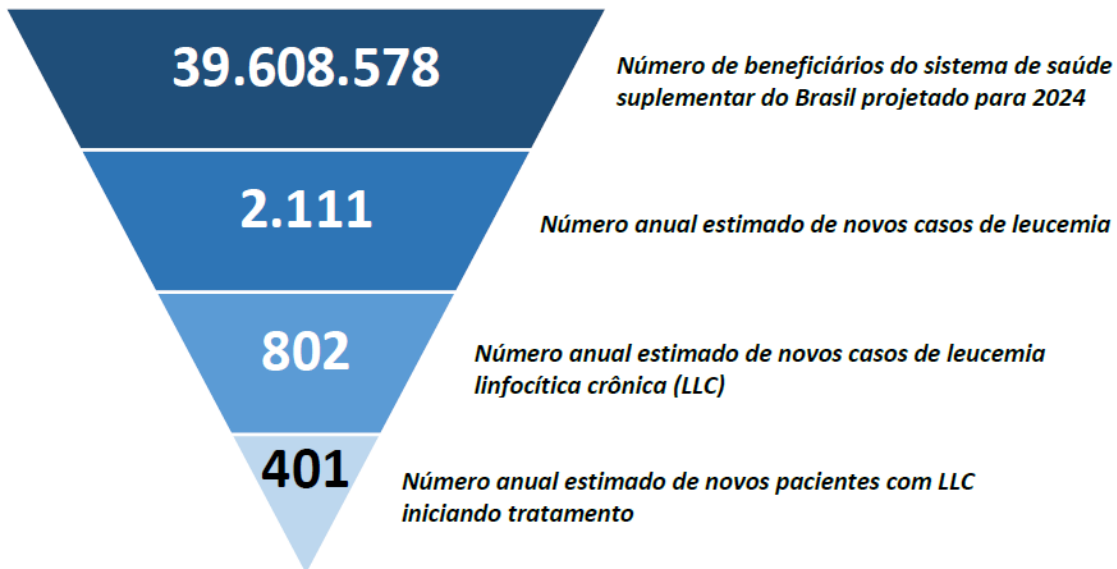 39.608.578
Número de beneficiários do sistema de saúde
suplementar do Brasil projetado para 2024
2.111
Número anual estimado de novos casos de leucemia
802
Número anual estimado de novos casos de leucemia
linfocítica crônica (LLC)
401
Número anual estimado de novos pacientes com LLC
iniciando tratamento